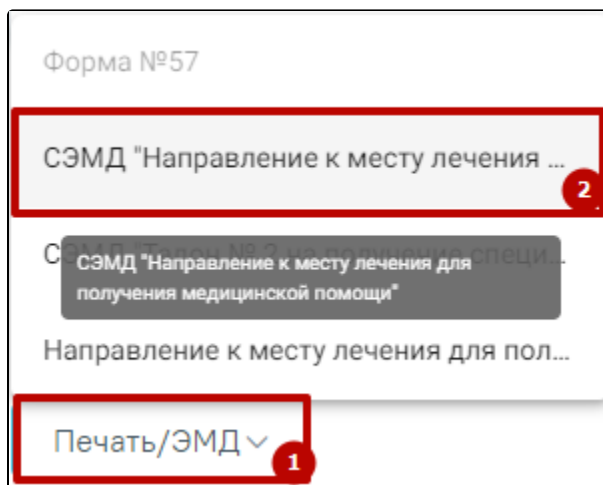 Форма №57
СЭМД "Направление к месту лечения ...
2
СЭМД "Талон № 2 на получение специ...
СЭМД "Направление к месту лечения для
получения медицинской помощи"
Направление к месту лечения для пол...
Печать/ЭМД
1